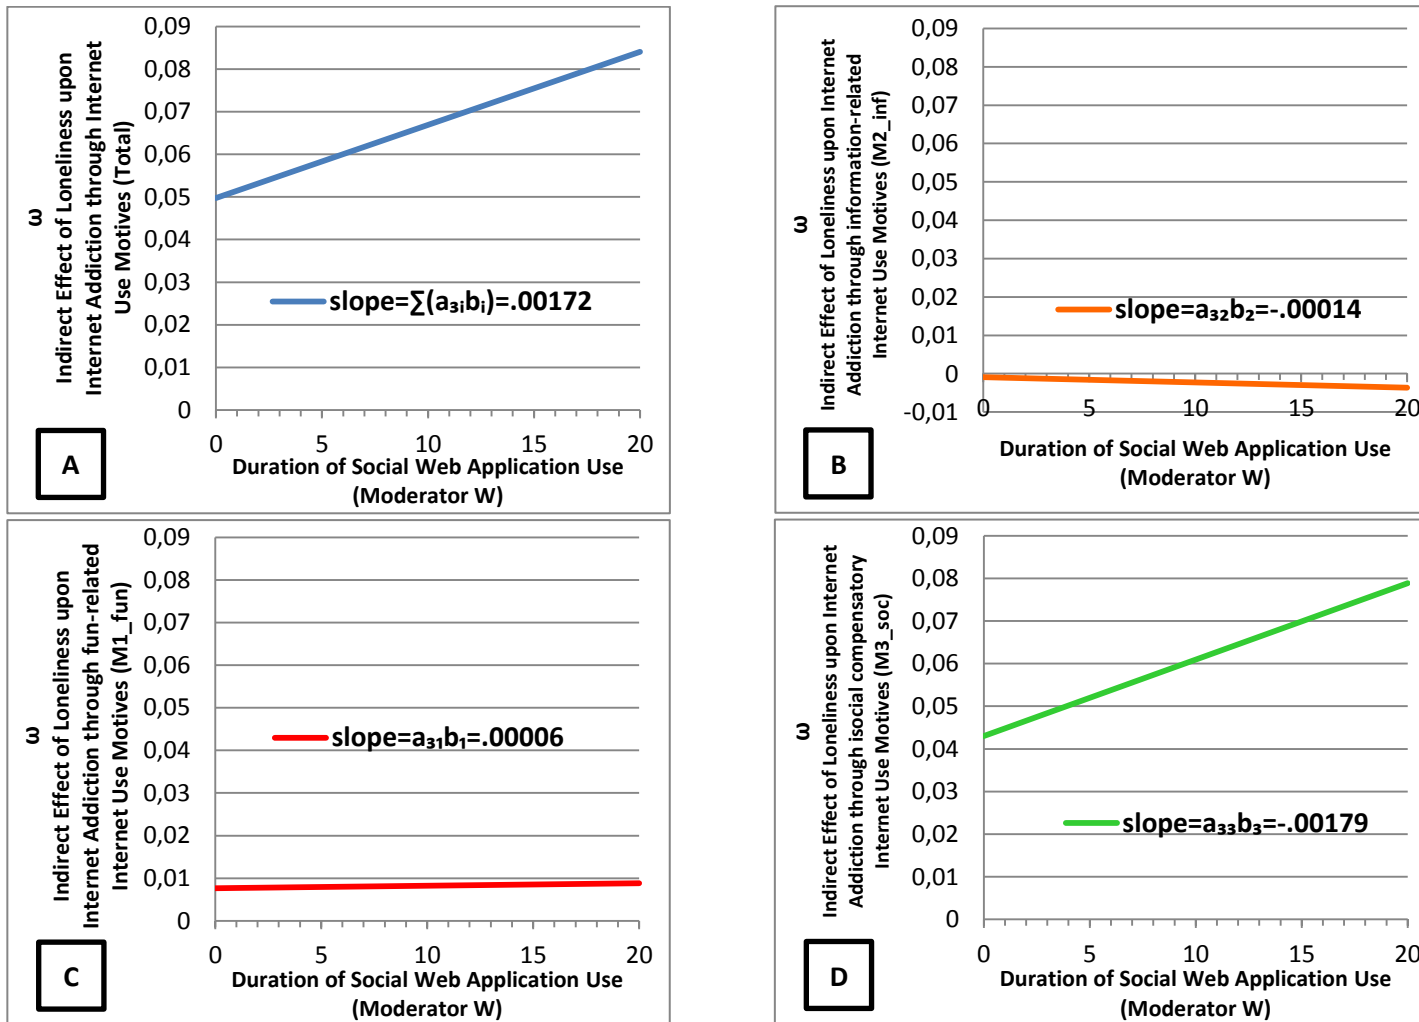 ω
Indirect Effect of Loneliness upon
Internet Addiction through Internet
Use Motives (Total)
0,09
0,08
0,07
0,06
0,05
0,04
0,03
0,02
0,01
0
slope=∑(a₃ᵢbᵢ)=.00172
0 5 10 15 20
Duration of Social Web Application Use
(Moderator W)
A
ω
Indirect Effect of Loneliness upon Internet
Addiction through information-related
Internet Use Motives (M2_inf)
0,09
0,08
0,07
0,06
0,05
0,04
0,03
0,02
0,01
0
-0,01
slope=a₃₂b₂=-.00014
0 5 10 15 20
Duration of Social Web Application Use
(Moderator W)
B
ω
Indirect Effect of Loneliness upon
Internet Addiction through fun-related
Internet Use Motives (M1_fun)
0,09
0,08
0,07
0,06
0,05
0,04
0,03
0,02
0,01
0
slope=a₃₁b₁=.00006
0 5 10 15 20
Duration of Social Web Application Use
(Moderator W)
C
ω
Indirect Effect of Loneliness upon Internet
Addiction through isocial compensatory
Internet Use Motives (M3_soc)
0,09
0,08
0,07
0,06
0,05
0,04
0,03
0,02
0,01
0
slope=a₃₃b₃=-.00179
0 5 10 15 20
Duration of Social Web Application Use
(Moderator W)
D